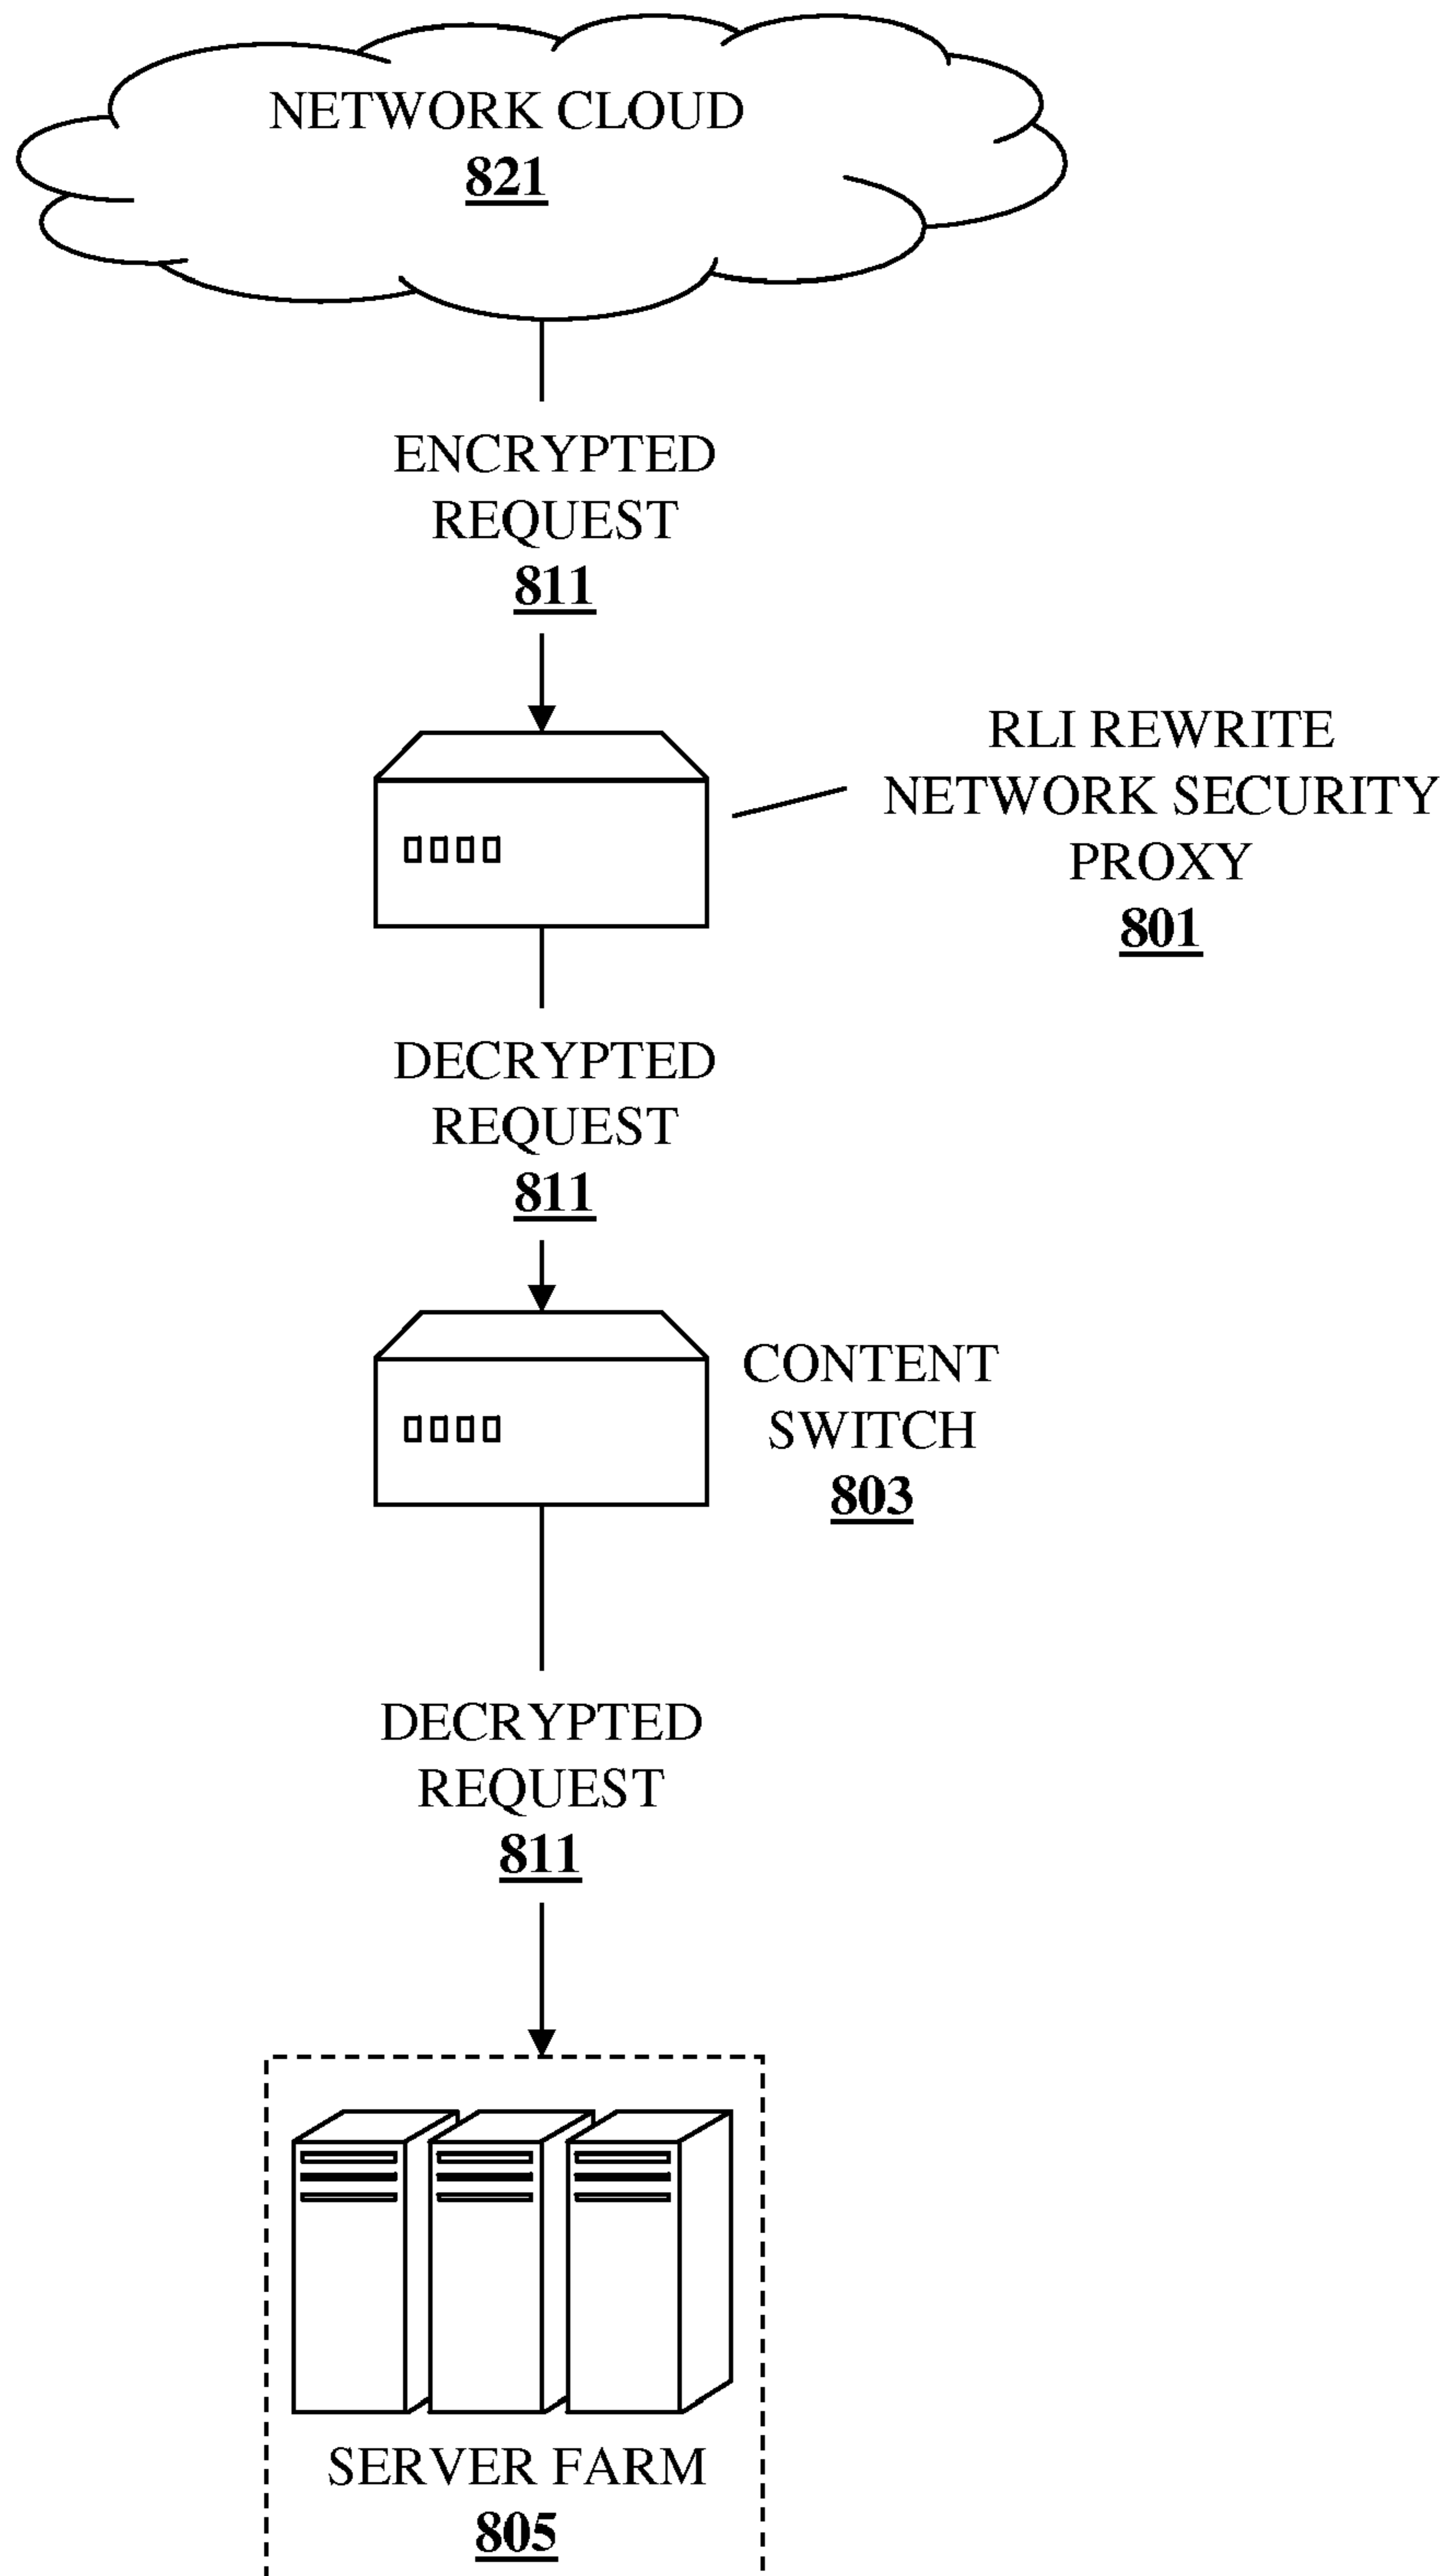 NETWORK CLOUD
821
ENCRYPTED
REQUEST
811
RLI REWRITE
NETWORK SECURITY
PROXY
801
DECRYPTED
REQUEST
811
CONTENT
SWITCH
803
DECRYPTED
REQUEST
811
SERVER FARM
805